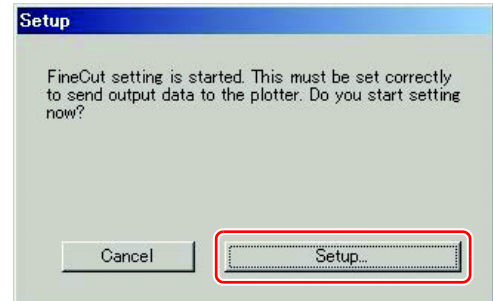 Setup
FineCut setting is started. This must be set correctly
to send output data to the plotter. Do you start setting
now?
Cancel
Setup...